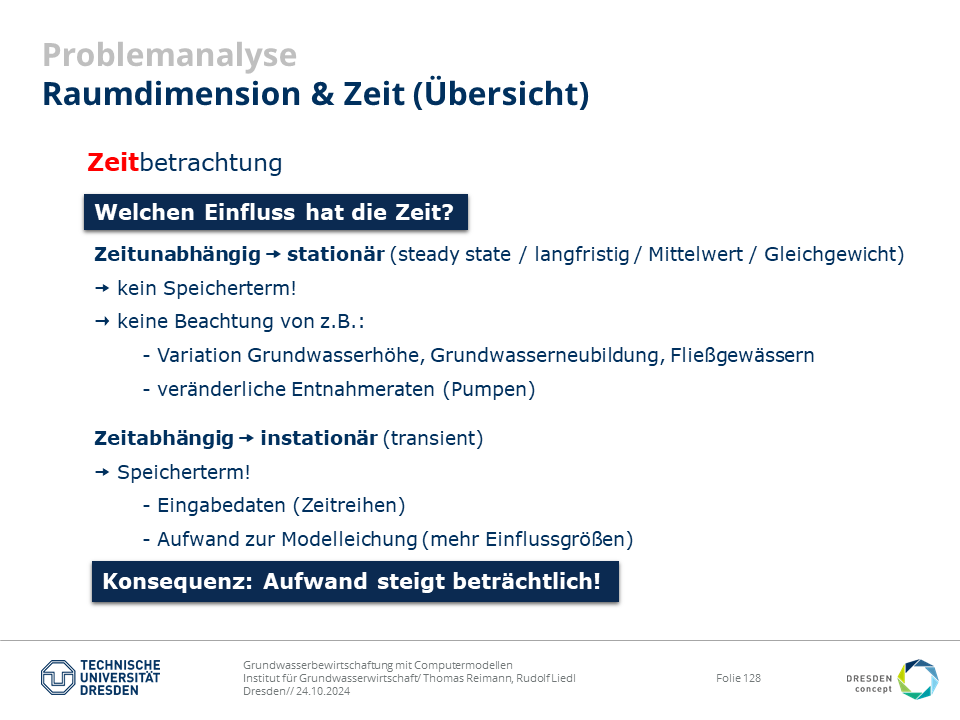 Problemanalyse
Raumdimension & Zeit (Übersicht)
Zeitbetrachtung
Welchen Einfluss hat die Zeit?
Zeitunabhängig → stationär (steady state / langfristig / Mittelwert / Gleichgewicht)
→ kein Speicherterm!
→ keine Beachtung von z.B.:
- Variation Grundwasserhöhe, Grundwasserneubildung, Fließgewässern
- veränderliche Entnahmeraten (Pumpen)
Zeitabhängig → instationär (transient)
→ Speicherterm!
- Eingabedaten (Zeitreihen)
- Aufwand zur Modelleichung (mehr Einflussgrößen)
Konsequenz: Aufwand steigt beträchtlich!
TECHNISCHE
UNIVERSITÄT
DRESDEN
Grundwasserbewirtschaftung mit Computermodellen
Institut für Grundwasserwirtschaft/ Thomas Reimann, Rudolf Liedl
Dresden// 24.10.2024
Folie 128
DRESDEN
concept